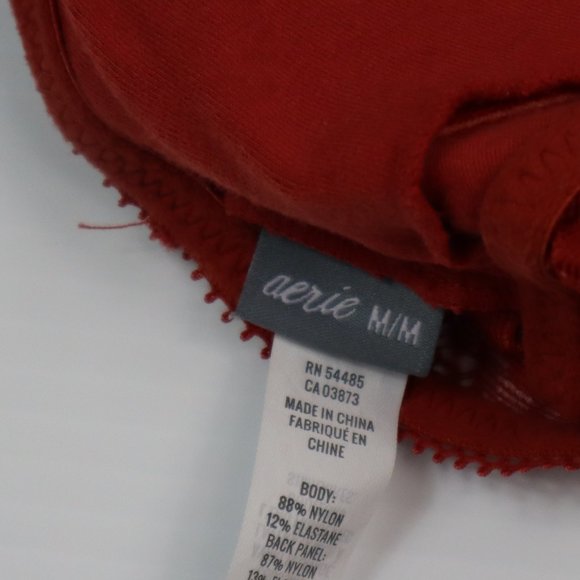 aerie M/M
RN 54485
CA 03873
MADE IN CHINA
FABRIQUÉ EN
CHINE
BODY:
88% NYLON
12% ELASTANE
BACK PANEL:
87% NYLON
13%